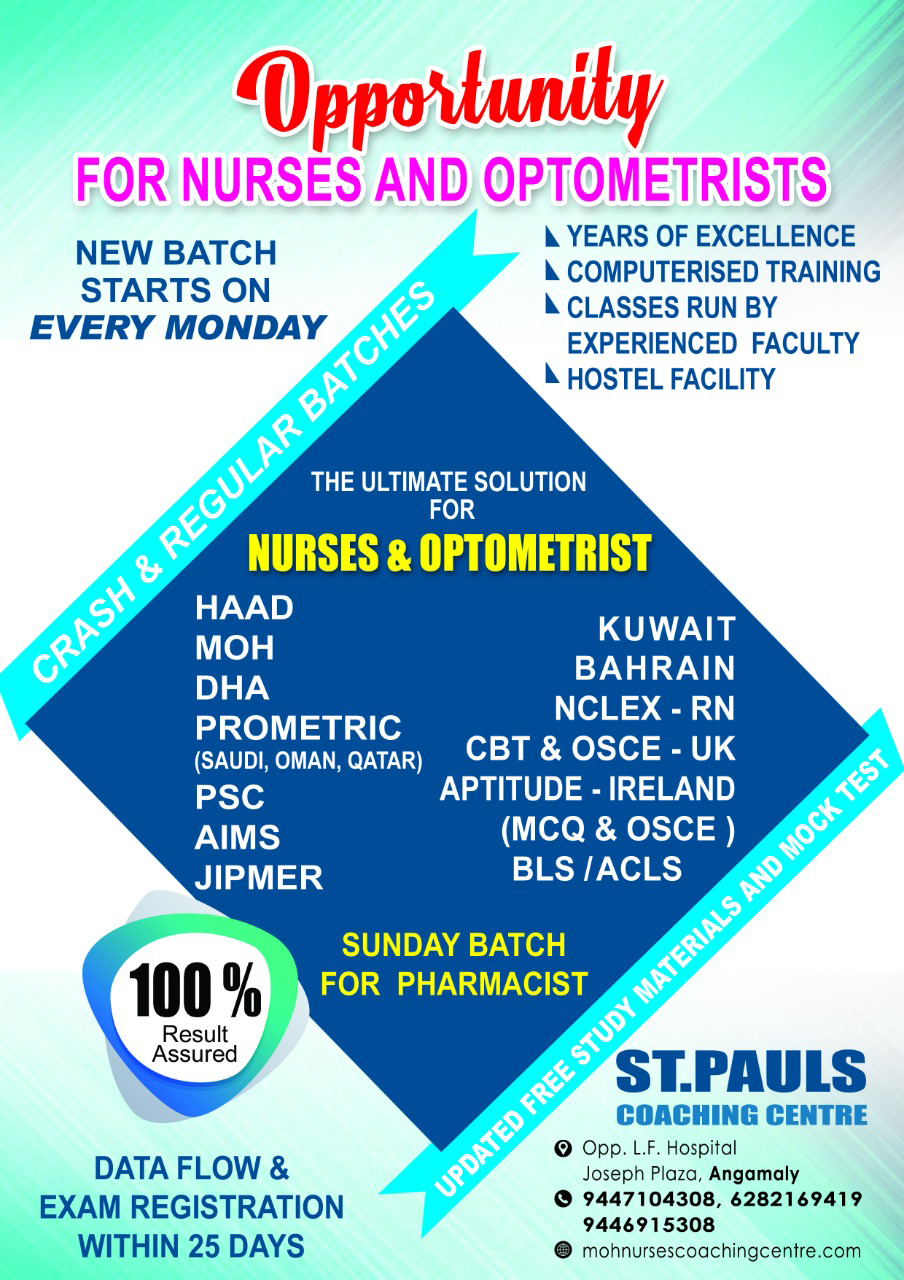 Opportunity
FOR NURSES AND OPTOMETRISTS
NEW BATCH
STARTS ON
EVERY MONDAY
YEARS OF EXCELLENCE
COMPUTERISED TRAINING
CLASSES RUN BY
EXPERIENCED FACULTY
HOSTEL FACILITY
CRASH & REGULAR BATCHES
THE ULTIMATE SOLUTION
FOR
NURSES & OPTOMETRIST
HAAD
MOH
DHA
PROMETRIC
(SAUDI, OMAN, QATAR)
PSC
AIMS
JIPMER
KUWAIT
BAHRAIN
NCLEX - RN
CBT & OSCE - UK
APTITUDE - IRELAND
(MCQ & OSCE )
BLS / ACLS
SUNDAY BATCH
FOR PHARMACIST
100 %
Result
Assured
UPDATED FREE STUDY MATERIALS AND MOCK TEST
DATA FLOW &
EXAM REGISTRATION
WITHIN 25 DAYS
ST.PAULS
COACHING CENTRE
Opp. L.F. Hospital
Joseph Plaza, Angamaly
9447104308, 6282169419
9446915308
mohnursescoachingcentre.com